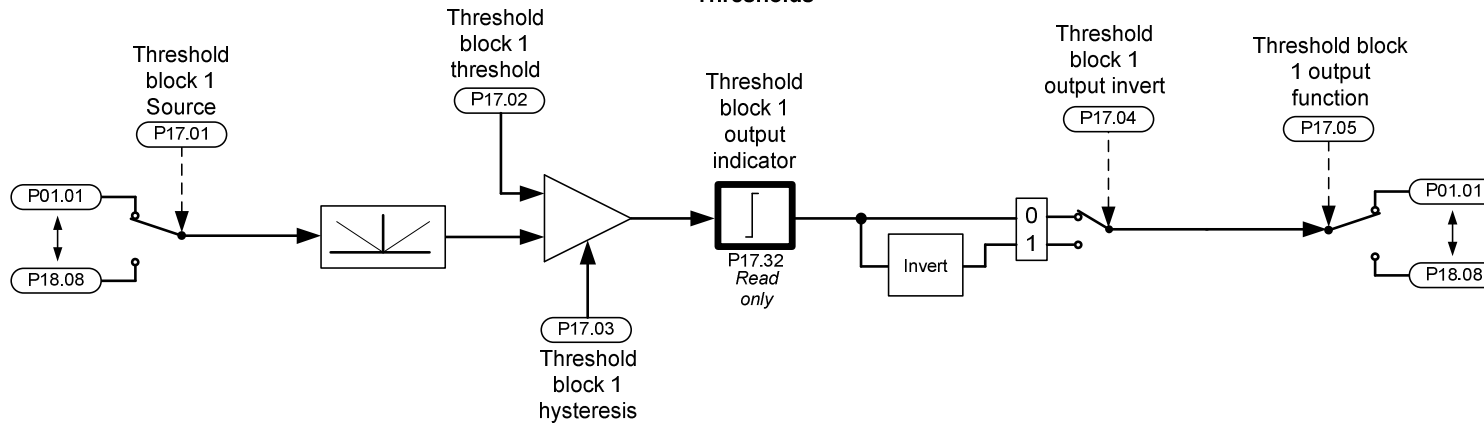 Thresholds
Threshold
block 1
Source
P17.01
Threshold
block 1
threshold
P17.02
Threshold
block 1
output
indicator
P17.32
Read
only
Threshold
block 1
output invert
P17.04
Threshold block
1 output
function
P17.05
P01.01
P18.08
P17.03
Threshold
block 1
hysteresis
Invert
0
1
P01.01
P18.08